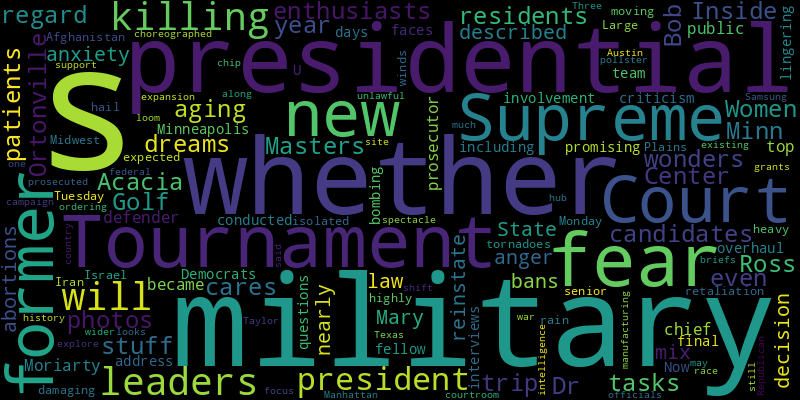 regard killing enthusiasts residents Bob Inside Three moving
choreographed year days faces described Large public lingering
Afghanistan anxiety presidential Austin pollster team
support S chip winds U
patients ortonville expansion along unlawful involvement criticism Samsung
hail aging new prosecutor Supreme Women
loom Minneapolis much including promising Plains existing Minn
Midwest expected dreams Masters site wonders grants top
one prosecuted federal whether Court Center
Tuesday Acacia bombing hub
campaign ordering Golf
defender conducted isolated spectacle State Monday candidates heavy
abortions former Tournament country said tornadoes anger fear overhaul
Israel Democrats law shift reinstate briefs Ross
Iran became cares questions highly bans even
will military senior retaliation
history photos Taylor nearly Mary war rain manufacturing chief decision
wider looks Texas final
explore stuff fellow interviews intelligence mix
Moriarty address Now may race still Republican
damaging leaders focus president trip Dr tasks
Manhattan courtroom officials